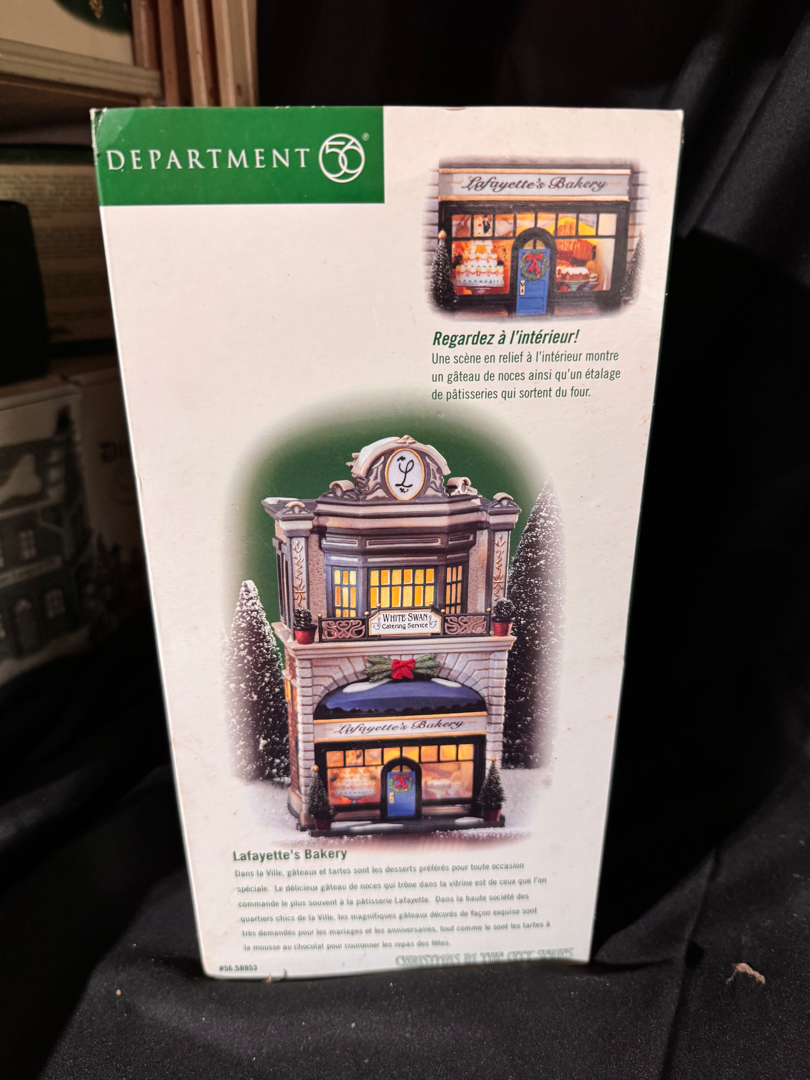 DEPARTMENT 56®
Lafayette's Bakery
Regardez à l'intérieur!
Une scène en relief à l'intérieur montre
un gâteau de noces ainsi qu'un étalage
de pâtisseries qui sortent du four.
L
WHITE SWAN
Catering Service
Lafayette's Bakery
Lafayette's Bakery
Dans la Ville, gâteaux et tartes sont les desserts préférés pour toute occasion
spéciale. Le délicieux gâteau de noces qui trône dans la vitrine est de ceux que l'on
commande le plus souvent à la pâtisserie Lafayette. Dans la haute société des
quartiers chics de la Ville, les magnifiques gâteaux décorés de façon exquise sont
très demandés pour les mariages et les anniversaires, tout comme le sont les tartes à
la mousse au chocolat pour couronner les repas des fêtes.
#56.58953
CHRISTMAS IN THE CITY SERIES